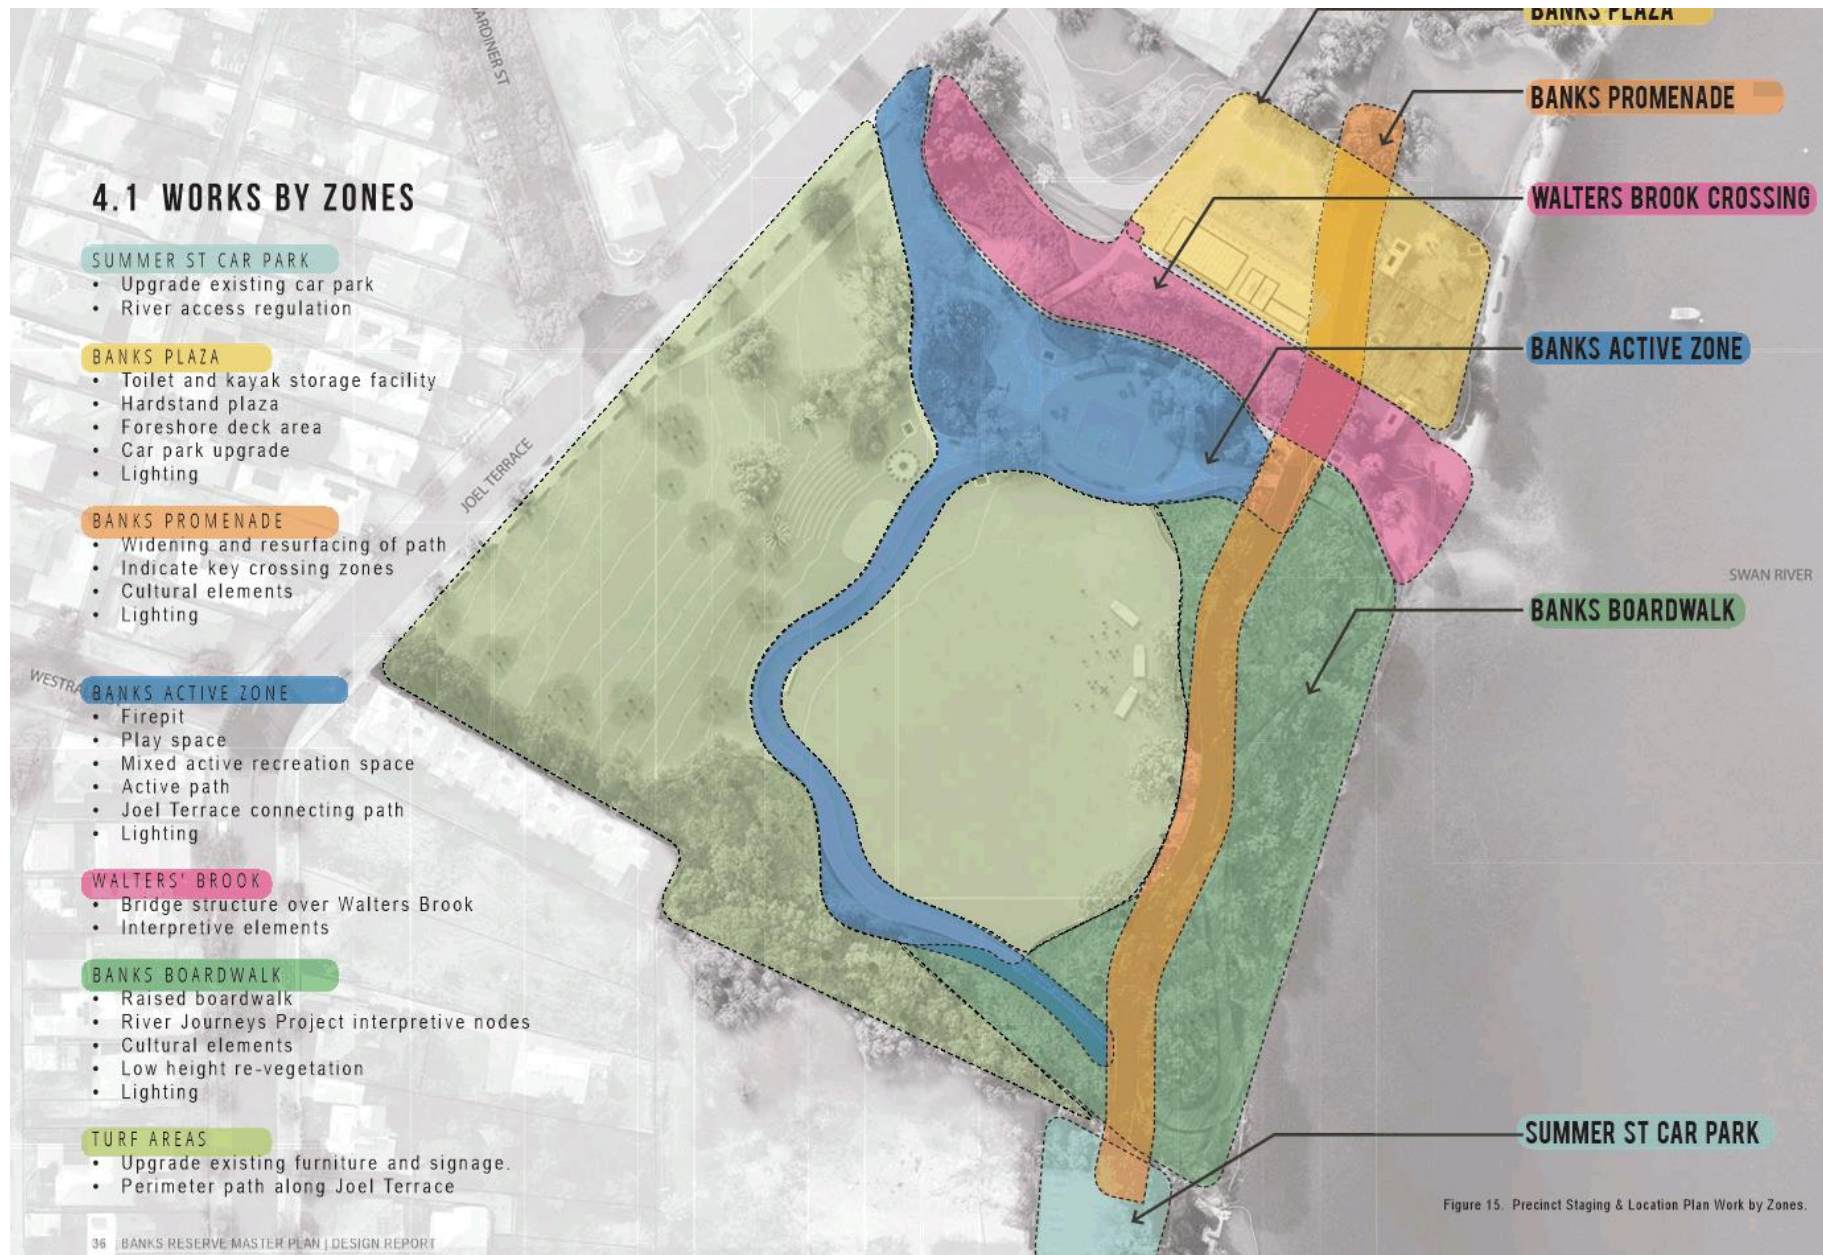 4.1 WORKS BY ZONES
SUMMER ST CAR PARK
• Upgrade existing car park
• River access regulation
BANKS PLAZA
• Toilet and kayak storage facility
• Hardstand plaza
• Foreshore deck area
• Car park upgrade
• Lighting
BANKS PROMENADE
• Widening and resurfacing of path
• Indicate key crossing zones
• Cultural elements
• Lighting
BANKS ACTIVE ZONE
• Firepit
• Play space
• Mixed active recreation space
• Active path
• Joel Terrace connecting path
• Lighting
WALTERS' BROOK
• Bridge structure over Walters Brook
• Interpretive elements
BANKS BOARDWALK
• Raised boardwalk
• River Journeys Project interpretive nodes
• Cultural elements
• Low height re-vegetation
• Lighting
TURF AREAS
• Upgrade existing furniture and signage.
• Perimeter path along Joel Terrace
36 BANKS RESERVE MASTER PLAN | DESIGN REPORT
ARDINER ST
JOEL TERRACE
WESTRA
BANKS PLAZA
BANKS PROMENADE
WALTERS BROOK CROSSING
BANKS ACTIVE ZONE
SWAN RIVER
BANKS BOARDWALK
SUMMER ST CAR PARK
Figure 15. Precinct Staging & Location Plan Work by Zones.